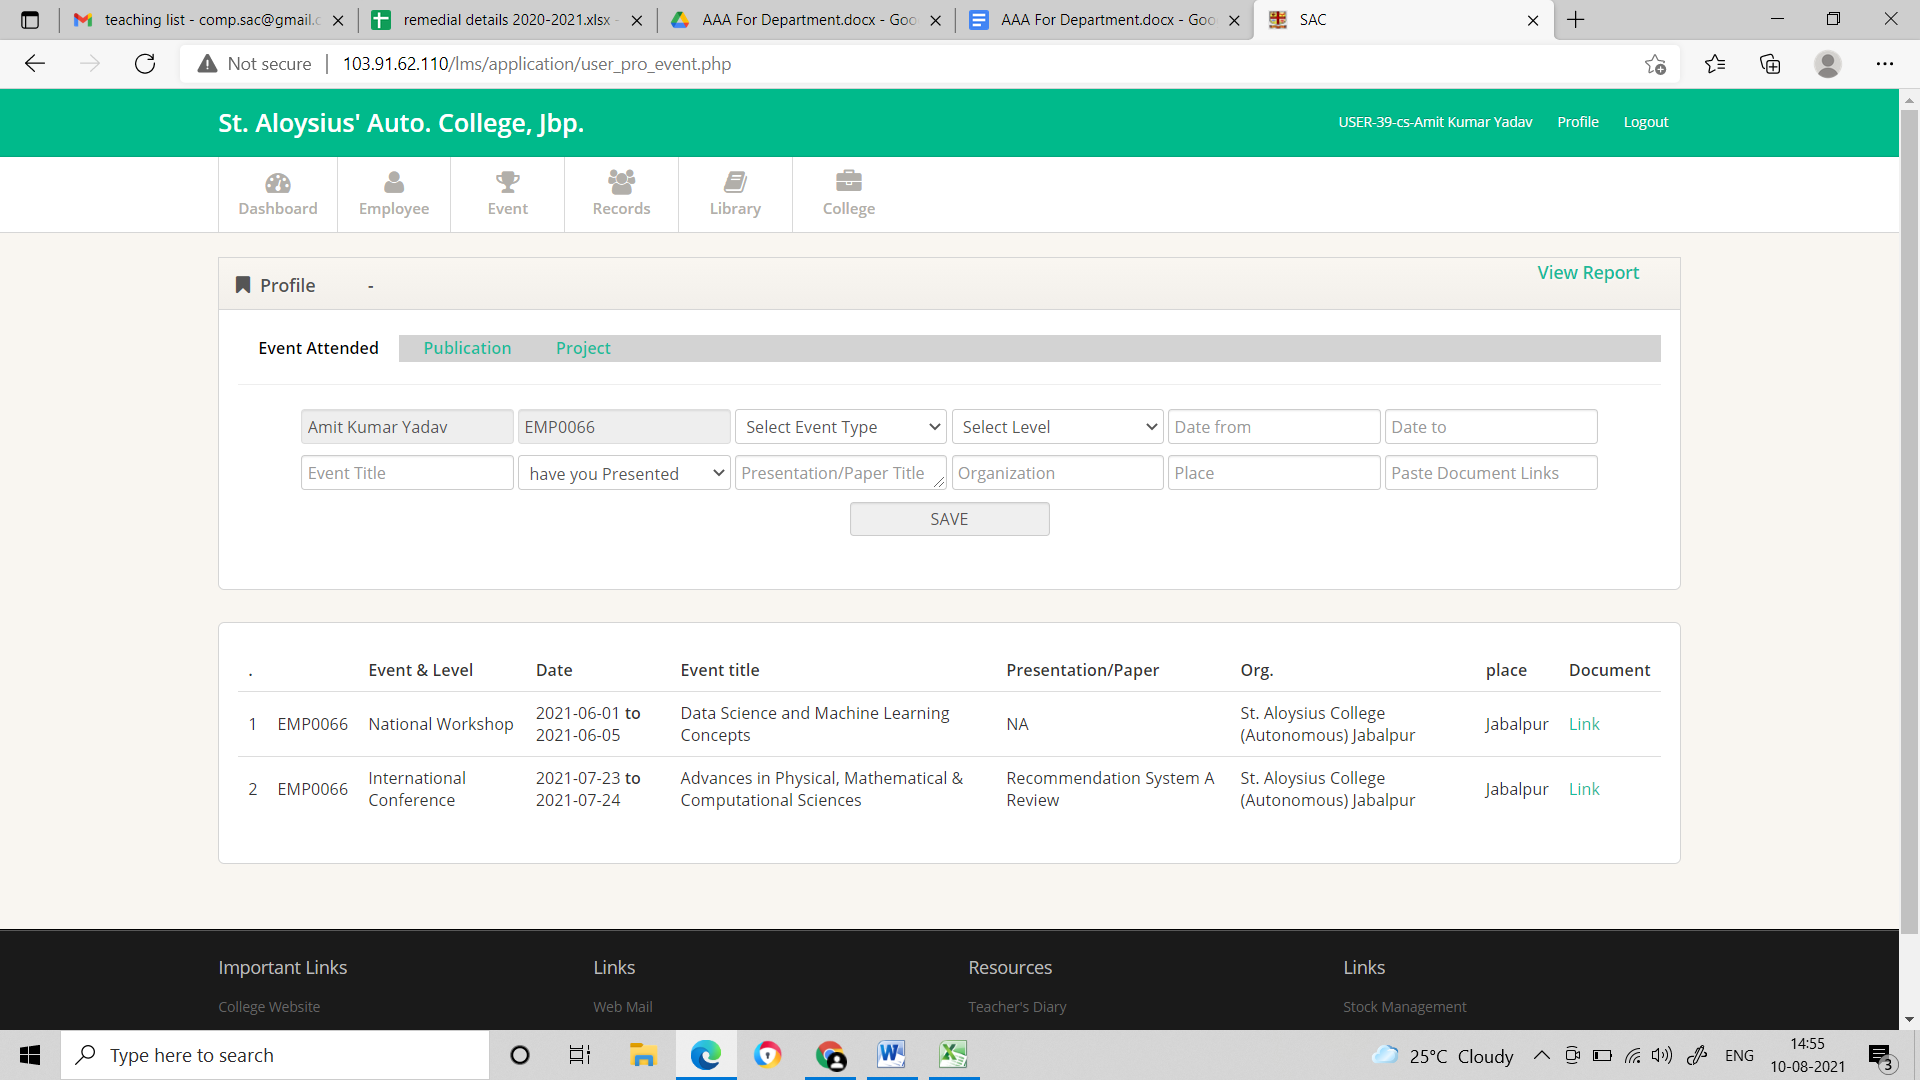 teaching list - comp.sac@gmail.c
remedial details 2020-2021.xlsx -
AAA For Department.docx - Goo
AAA For Department.docx - Goo
SAC
Not secure
103.91.62.110/lms/application/user_pro_event.php
St. Aloysius' Auto. College, Jbp.
USER-39-cs-Amit Kumar Yadav
Profile
Logout
Dashboard
Employee
Event
Records
Library
College
Profile -
View Report
Event Attended
Publication
Project
Amit Kumar Yadav
EMP0066
Select Event Type
Select Level
Date from
Date to
Event Title
have you Presented
Presentation/Paper Title
Organization
Place
Paste Document Links
SAVE
. Event & Level Date Event title Presentation/Paper Org. place Document
1 EMP0066 National Workshop 2021-06-01 to 2021-06-05 Data Science and Machine Learning Concepts NA St. Aloysius College (Autonomous) Jabalpur Jabalpur Link
2 EMP0066 International Conference 2021-07-23 to 2021-07-24 Advances in Physical, Mathematical & Computational Sciences Recommendation System A Review St. Aloysius College (Autonomous) Jabalpur Jabalpur Link
Important Links
Links
Resources
Links
College Website
Web Mail
Teacher's Diary
Stock Management
Type here to search
25°C Cloudy
ENG
14:55
10-08-2021
3